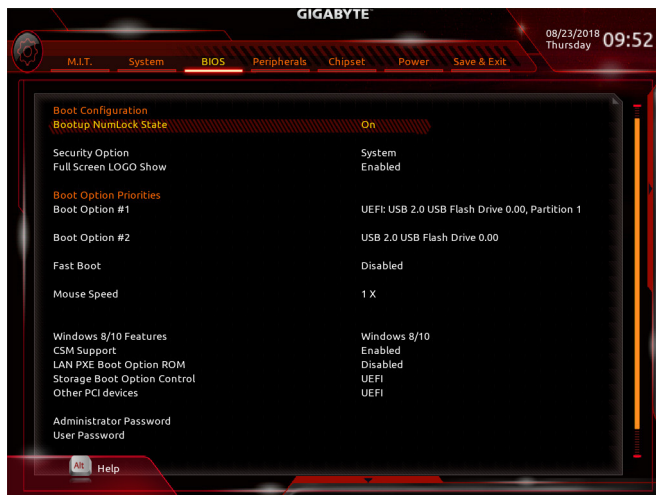 GIGABYTE™
08/23/2018 Thursday 09:52
M.I.T. System BIOS Peripherals Chipset Power Save & Exit
Boot Configuration
Bootup NumLock State On
Security Option System
Full Screen LOGO Show Enabled
Boot Option Priorities
Boot Option #1 UEFI: USB 2.0 USB Flash Drive 0.00, Partition 1
Boot Option #2 USB 2.0 USB Flash Drive 0.00
Fast Boot Disabled
Mouse Speed 1 X
Windows 8/10 Features Windows 8/10
CSM Support Enabled
LAN PXE Boot Option ROM Disabled
Storage Boot Option Control UEFI
Other PCI devices UEFI
Administrator Password
User Password
Alt Help